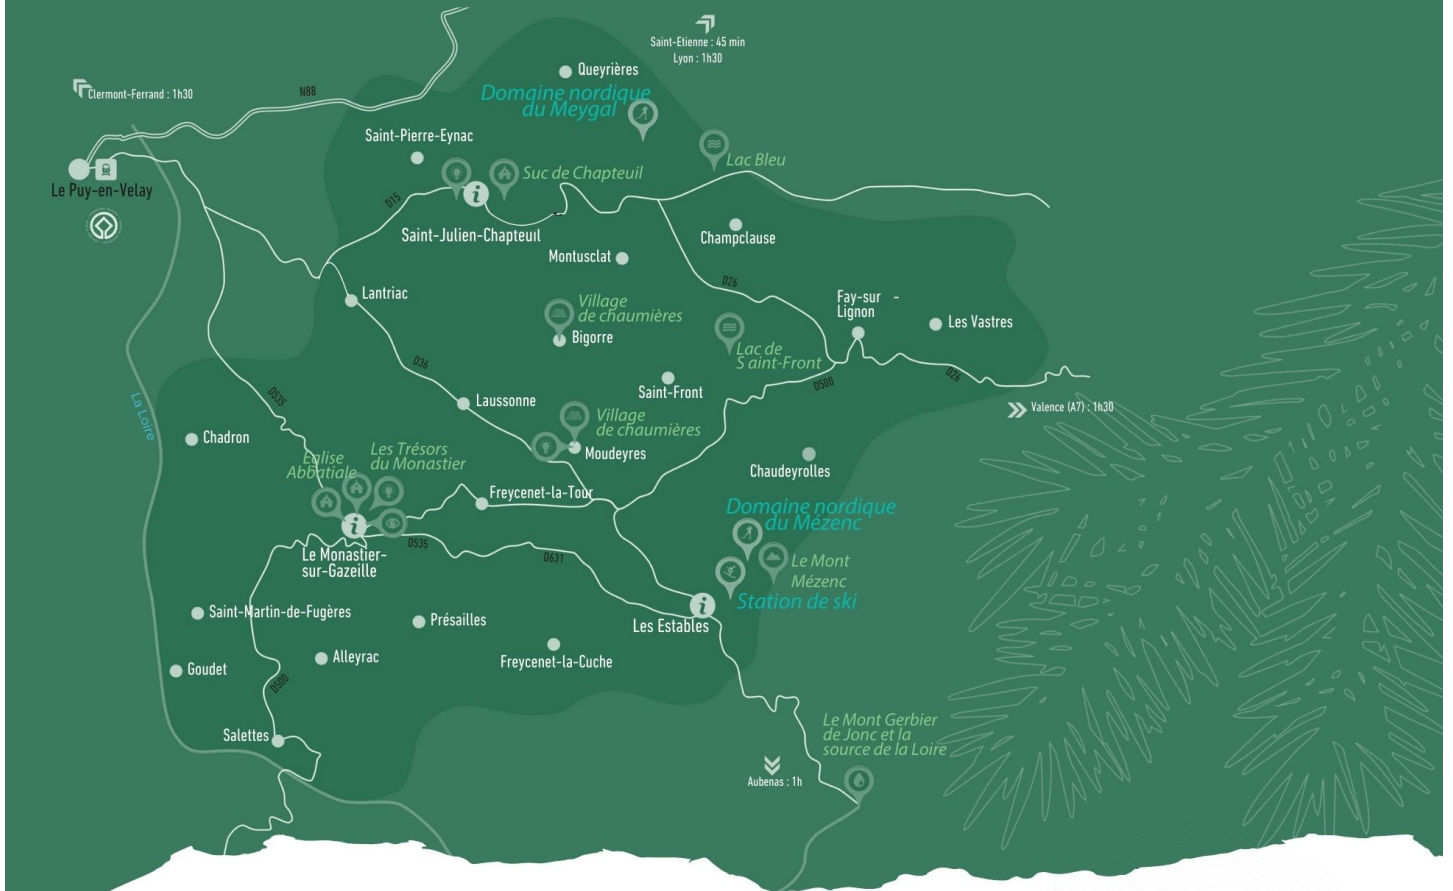 Saint-Etienne : 45 min
Lyon : 1h30
Clermont-Ferrand : 1h30
N88
Queyrières
Domaine nordique
du Meygal
Saint-Pierre-Eynac
Lac Bleu
Suc de Chapteuil
Le Puy-en-Velay
D15
Saint-Julien-Chapteuil
Champclause
Montusclat
D26
Lantriac
Fay-sur -
Lignon
Les Vastres
Village
de chaumières
Bigorre
Lac de
S aint-Front
D36
D500
D26
Saint-Front
D535
Laussonne
Valence (A7) : 1h30
La Loire
Village
de chaumières
Moudeyres
Chadron
Eglise
Abbatiale
Les Trésors
du Monastier
Chaudeyrolles
Freycenet-la-Tour
Domaine nordique
du Mézenc
Le Monastier-
sur-Gazeille
D535
D631
Le Mont
Mézenc
Station de ski
Saint-Martin-de-Fugères
Présailles
Les Estables
Goudet
Alleyrac
Freycenet-la-Cuche
D500
Salettes
Le Mont Gerbier
de Jonc et la
source de la Loire
Aubenas : 1h